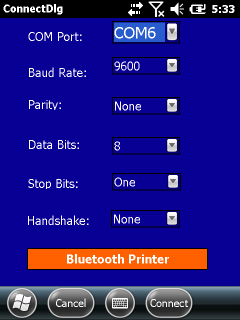 ConnectDlg 5:33
COM Port: COM6
Baud Rate: 9600
Parity: None
Data Bits: 8
Stop Bits: One
Handshake: None
Bluetooth Printer
Cancel Connect